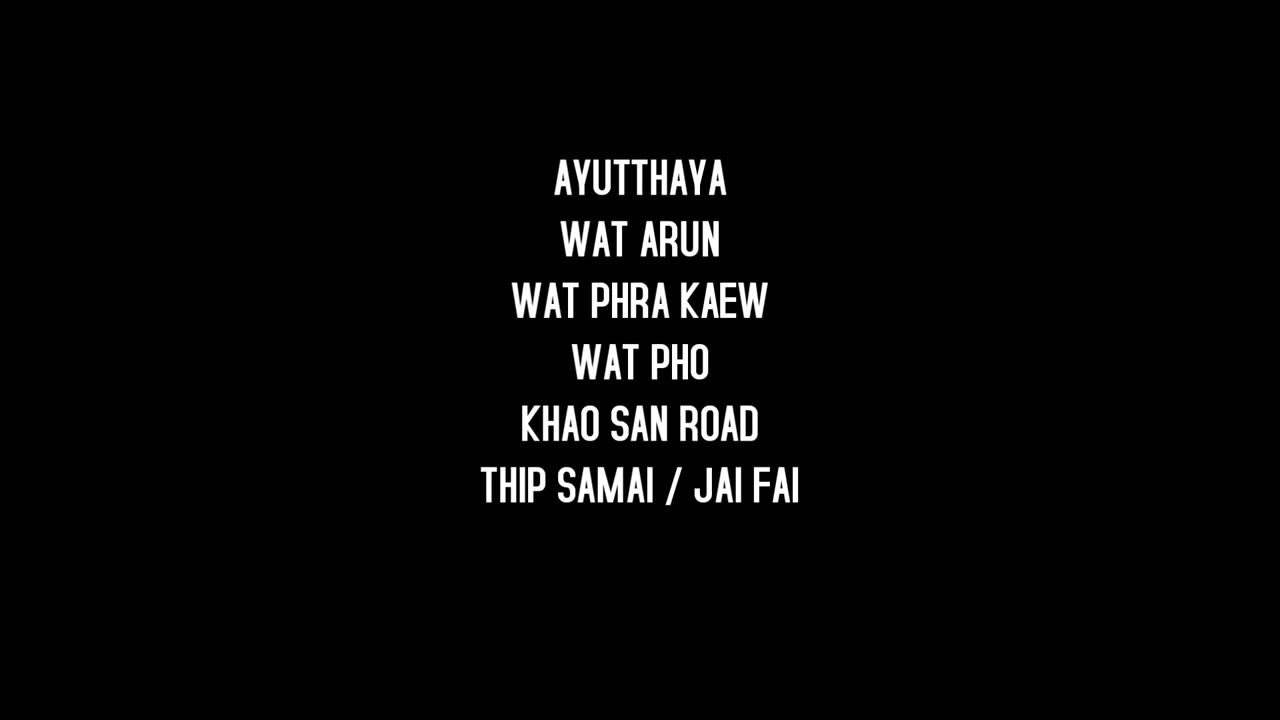 AYUTTHAYA
WAT ARUN
WAT PHRA KAEW
WAT PHO
KHAO SAN ROAD
THIP SAMAI / JAI FAI